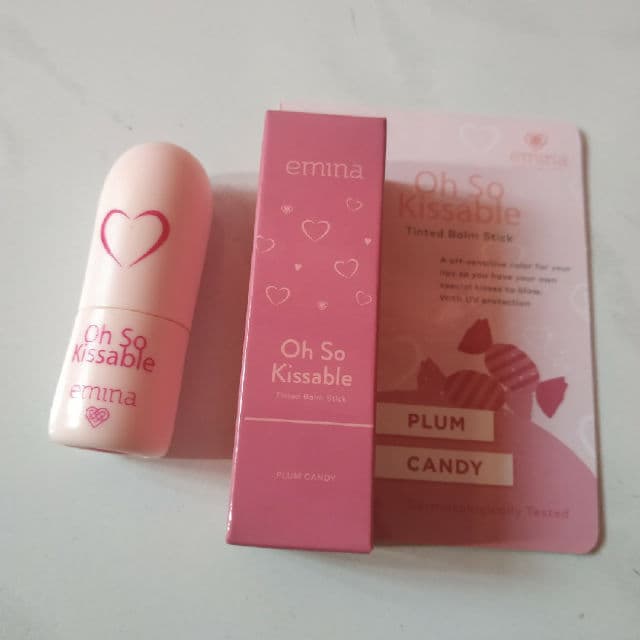 Oh So
Kissable
emina
emina
Oh So
Kissable
Tinted Balm Stick
PLUM CANDY
emina
Oh So
Kissable
Tinted Balm Stick
A pH-sensitive color for your
lips so you have your own
special kisses to Glow.
With UV protection
PLUM
CANDY
Dermatologically Tested